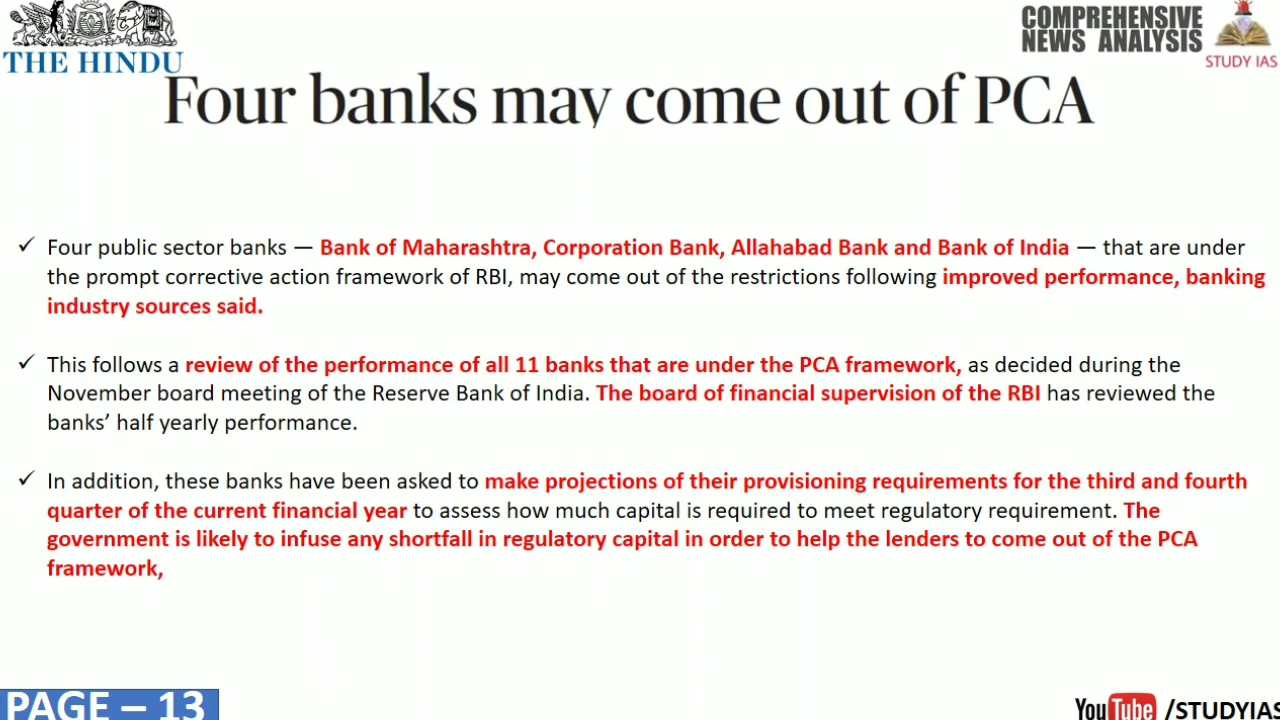 THE HINDU
COMPREHENSIVE
NEWS ANALYSIS
STUDY IAS
Four banks may come out of PCA
✓ Four public sector banks — Bank of Maharashtra, Corporation Bank, Allahabad Bank and Bank of India — that are under
the prompt corrective action framework of RBI, may come out of the restrictions following improved performance, banking
industry sources said.
✓ This follows a review of the performance of all 11 banks that are under the PCA framework, as decided during the
November board meeting of the Reserve Bank of India. The board of financial supervision of the RBI has reviewed the
banks’ half yearly performance.
✓ In addition, these banks have been asked to make projections of their provisioning requirements for the third and fourth
quarter of the current financial year to assess how much capital is required to meet regulatory requirement. The
government is likely to infuse any shortfall in regulatory capital in order to help the lenders to come out of the PCA
framework,
PAGE – 13
YouTube /STUDYIAS